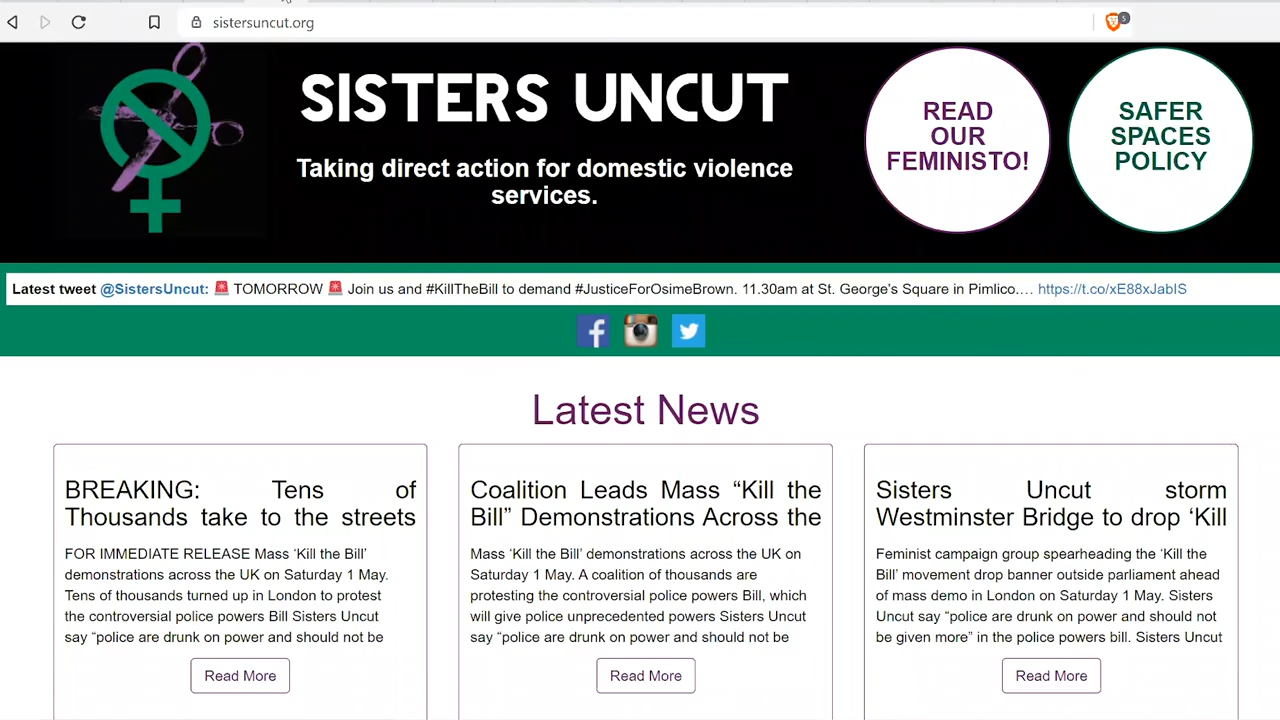 sistersuncut.org
5
SISTERS UNCUT
Taking direct action for domestic violence
services.
READ
OUR
FEMINISTO!
SAFER
SPACES
POLICY
Latest tweet @SistersUncut: 🚨 TOMORROW 🚨 Join us and #KillTheBill to demand #JusticeForOsimeBrown. 11.30am at St. George's Square in Pimlico.… https://t.co/xE88xJabIS
Latest News
BREAKING: Tens of
Thousands take to the streets
FOR IMMEDIATE RELEASE Mass ‘Kill the Bill’
demonstrations across the UK on Saturday 1 May.
Tens of thousands turned up in London to protest
the controversial police powers Bill Sisters Uncut
say “police are drunk on power and should not be
Read More
Coalition Leads Mass “Kill the
Bill” Demonstrations Across the
Mass ‘Kill the Bill’ demonstrations across the UK on
Saturday 1 May. A coalition of thousands are
protesting the controversial police powers Bill, which
will give police unprecedented powers Sisters Uncut
say “police are drunk on power and should not be
Read More
Sisters Uncut storm
Westminster Bridge to drop ‘Kill
Feminist campaign group spearheading the ‘Kill the
Bill’ movement drop banner outside parliament ahead
of mass demo in London on Saturday 1 May. Sisters
Uncut say “police are drunk on power and should not
be given more” in the police powers bill. Sisters Uncut
Read More